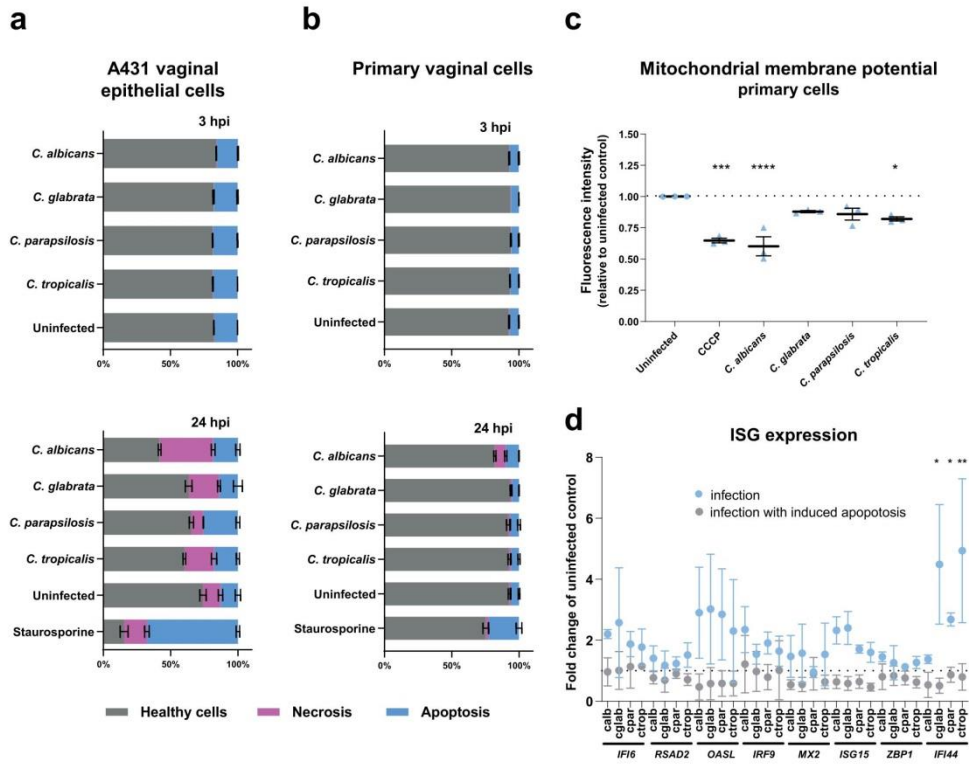 a
A431 vaginal
epithelial cells
3 hpi
C. albicans
C. glabrata
C. parapsilosis
C. tropicalis
Uninfected
0%
50%
100%
24 hpi
C. albicans
C. glabrata
C. parapsilosis
C. tropicalis
Uninfected
Staurosporine
0%
50%
100%
b
Primary vaginal cells
3 hpi
C. albicans
C. glabrata
C. parapsilosis
C. tropicalis
Uninfected
0%
50%
100%
24 hpi
C. albicans
C. glabrata
C. parapsilosis
C. tropicalis
Uninfected
Staurosporine
0%
50%
100%
Healthy cells
Necrosis
Apoptosis
c
Mitochondrial membrane potential
primary cells
Fluorescence intensity
(relative to uninfected control)
1.50
1.25
1.00
0.75
0.50
0.25
0.00
***
****
*
Uninfected
CCCP
C. albicans
C. glabrata
C. parapsilosis
C. tropicalis
d
ISG expression
Fold change of uninfected control
8
6
4
2
0
infection
infection with induced apopotosis
*
*
**
calb
cglab
cpar
ctrop
calb
cglab
cpar
ctrop
calb
cglab
cpar
ctrop
calb
cglab
cpar
ctrop
calb
cglab
cpar
ctrop
calb
cglab
cpar
ctrop
calb
cglab
cpar
ctrop
calb
cglab
cpar
ctrop
IFI6
RSAD2
OASL
IRF9
MX2
ISG15
ZBP1
IFI44